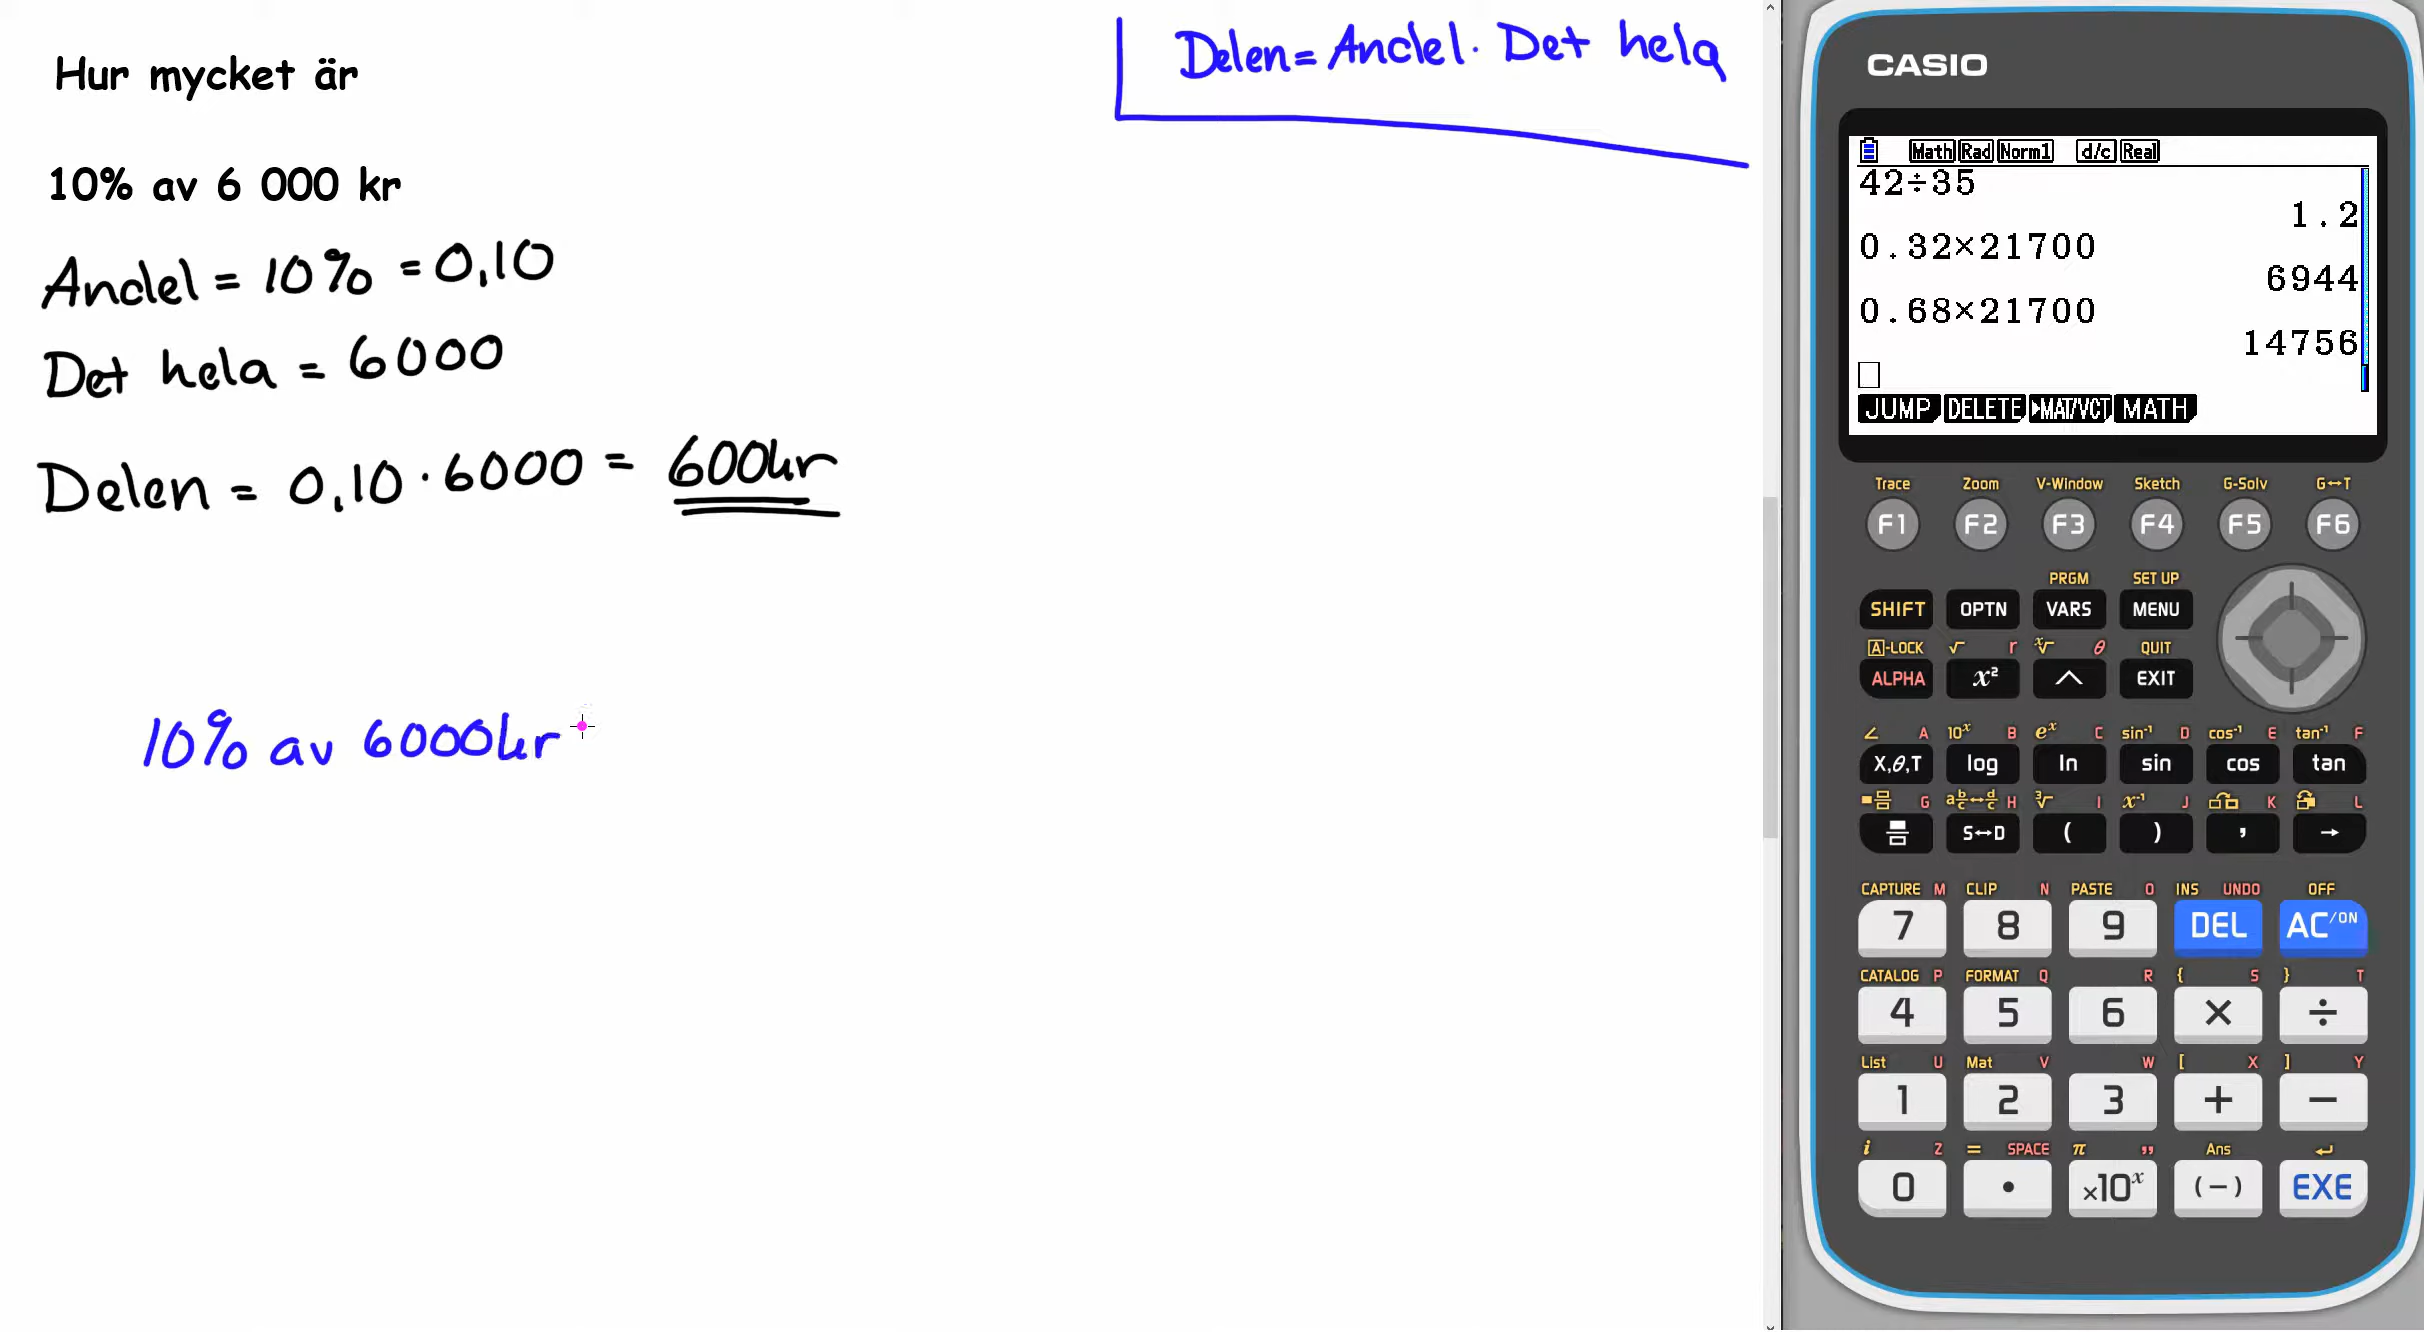 Delen = Andel · Det hela
Hur mycket är
10% av 6 000 kr
Andel = 10% = 0,10
Det hela = 6000
Delen = 0,10 · 6000 = 600kr
10% av 6000kr
CASIO
Math Rad Norm1 d/c Real
42÷35
1.2
0.32×21700
6944
0.68×21700
14756
JUMP DELETE ▶MAT/VCT MATH
Trace Zoom V-Window Sketch G-Solv G↔T
F1 F2 F3 F4 F5 F6
PRGM SET UP
SHIFT OPTN VARS MENU
A-LOCK √ r ˣ√ θ QUIT
ALPHA x² ^ EXIT
∠ A 10ˣ B eˣ C sin⁻¹ D cos⁻¹ E tan⁻¹ F
X,θ,T log ln sin cos tan
G a b/c↔d/c H ³√ I x⁻¹ J K L
S↔D ( ) , →
CAPTURE M CLIP N PASTE O INS UNDO OFF
7 8 9 DEL AC/ON
CATALOG P FORMAT Q R { S } T
4 5 6 × ÷
List U Mat V W [ X ] Y
1 2 3 + −
i Z = SPACE π " Ans ↵
0 • ×10ˣ (−) EXE